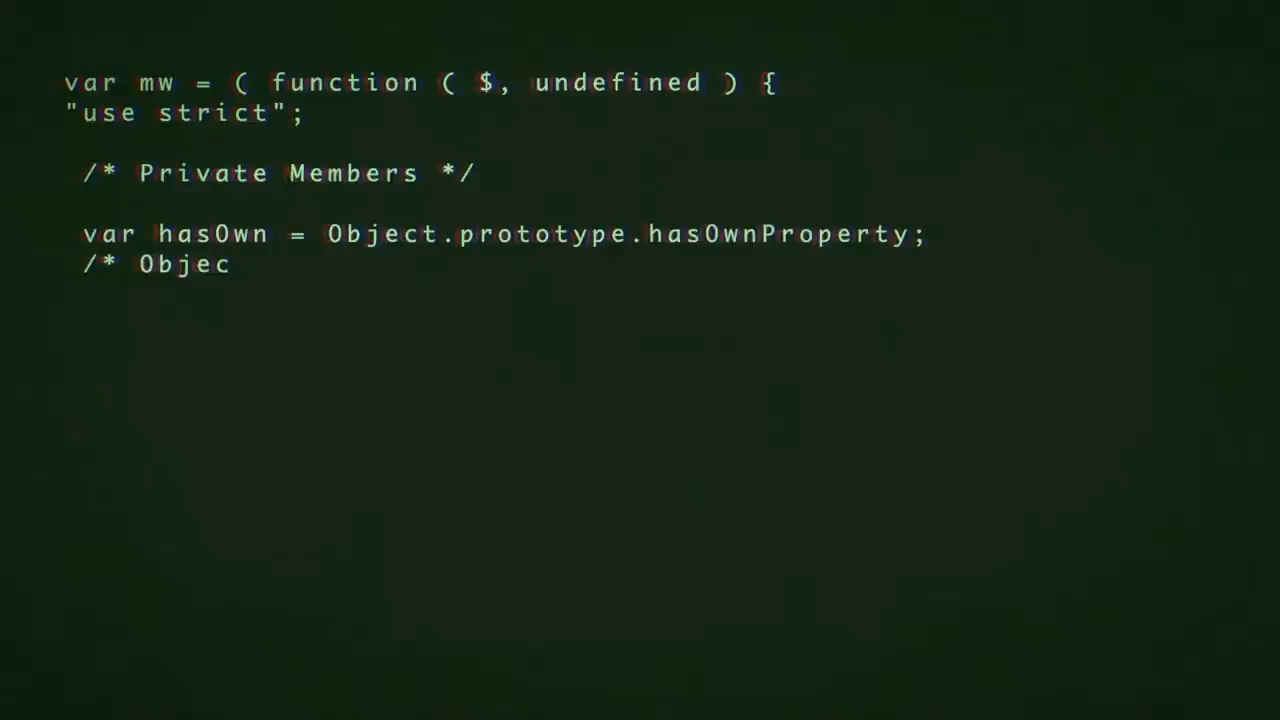 var mw = ( function ( $, undefined ) {
"use strict";
/* Private Members */
var hasOwn = Object.prototype.hasOwnProperty;
/* Objec